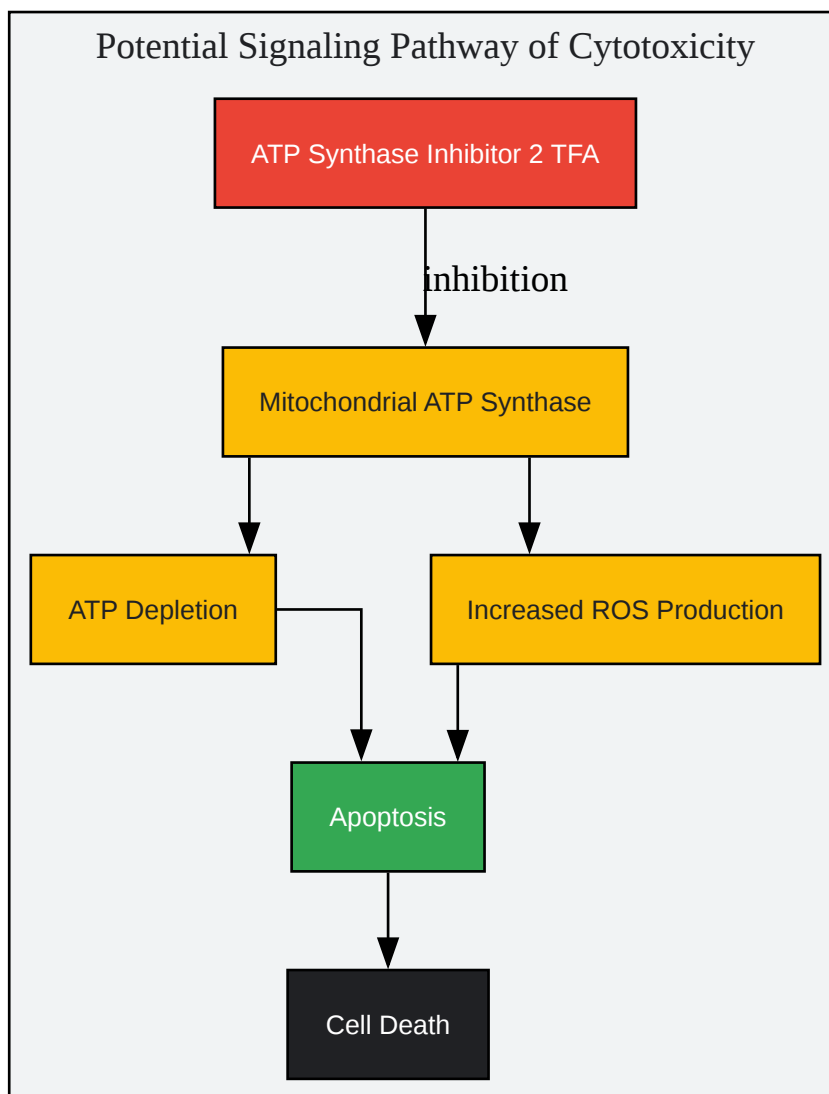 Potential Signaling Pathway of Cytotoxicity
ATP Synthase Inhibitor 2 TFA
inhibition
Mitochondrial ATP Synthase
ATP Depletion
Increased ROS Production
Apoptosis
Cell Death